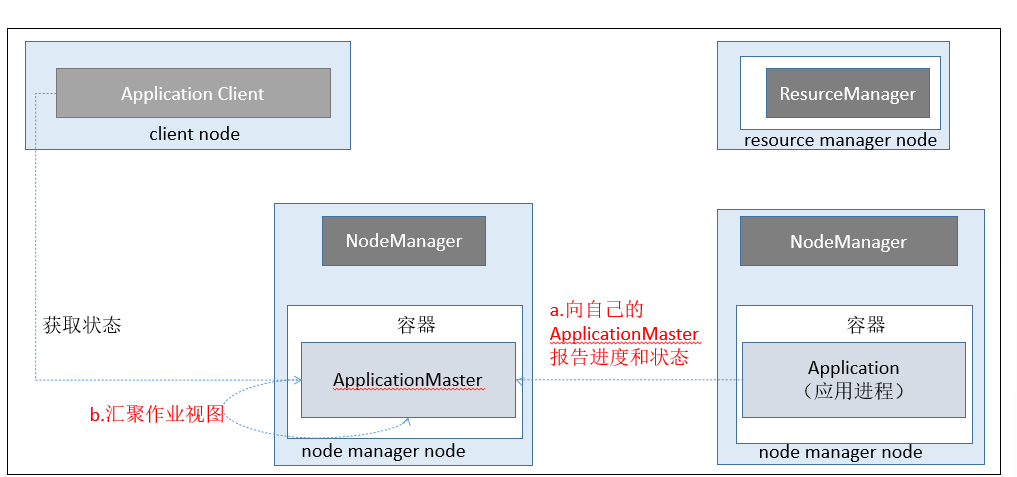 Application Client
client node
ResurceManager
resource manager node
NodeManager
NodeManager
获取状态
容器
a.向自己的
ApplicationMaster
报告进度和状态
容器
ApplicationMaster
Application
（应用进程）
b.汇聚作业视图
node manager node
node manager node